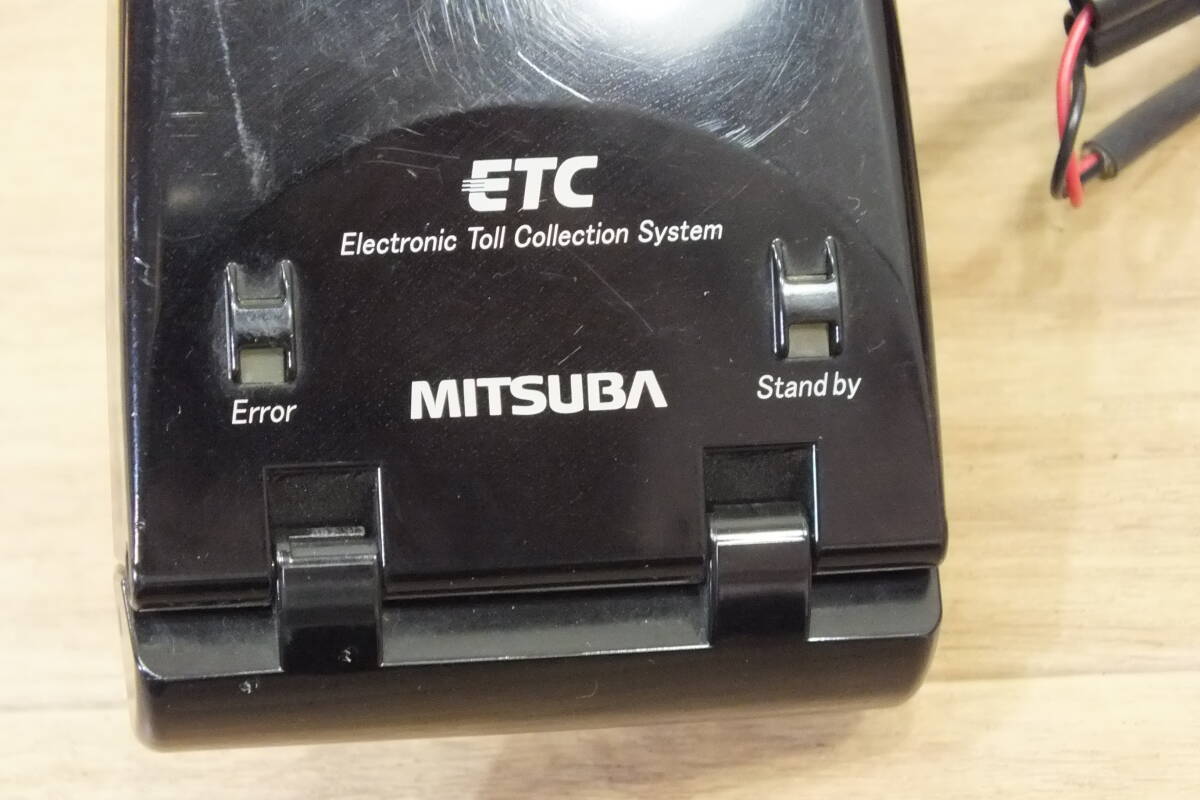 ETC
Electronic Toll Collection System
Error
MITSUBA
Stand by